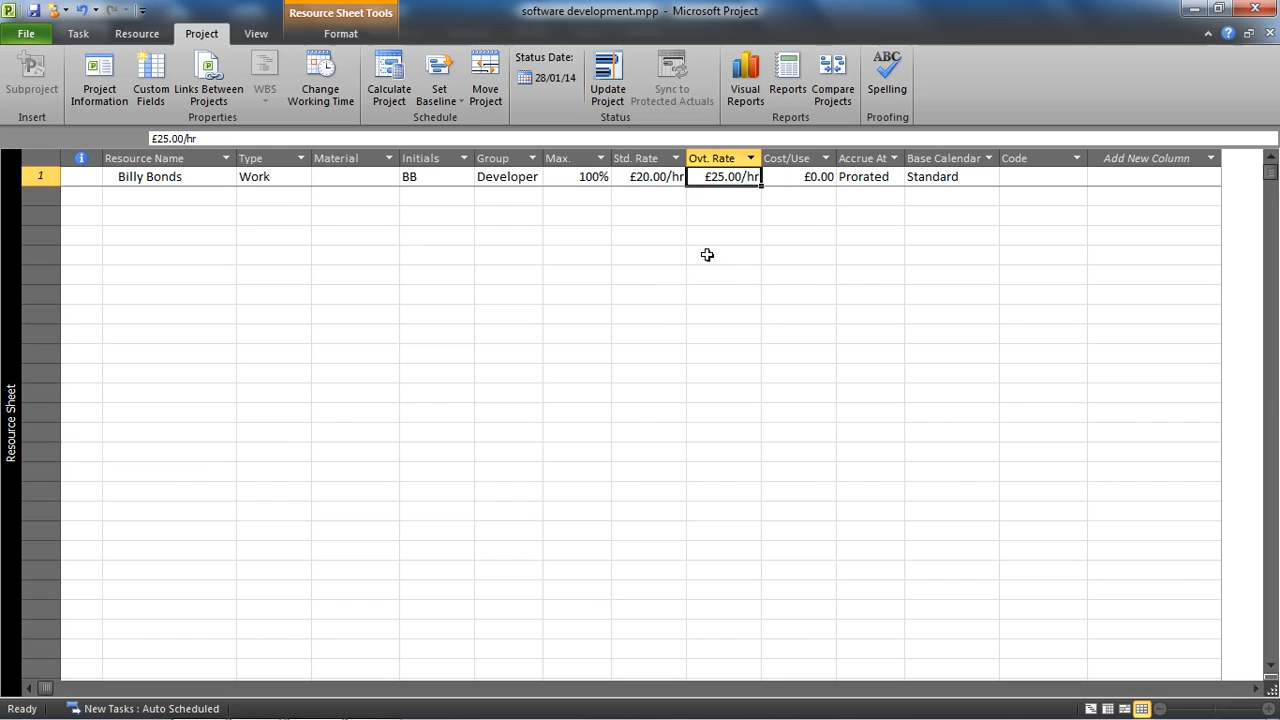 Resource Sheet Tools
software development.mpp - Microsoft Project
File Task Resource Project View Format
Subproject
Project Information
Custom Fields
Links Between Projects
WBS
Change Working Time
Calculate Project
Set Baseline
Move Project
Status Date:
28/01/14
Update Project
Sync to Protected Actuals
Visual Reports
Reports
Compare Projects
ABC
Spelling
Insert Properties Schedule Status Reports Proofing
£25.00/hr
Resource Name Type Material Initials Group Max. Std. Rate Ovt. Rate Cost/Use Accrue At Base Calendar Code Add New Column
1 Billy Bonds Work BB Developer 100% £20.00/hr £25.00/hr £0.00 Prorated Standard
Resource Sheet
Ready New Tasks : Auto Scheduled